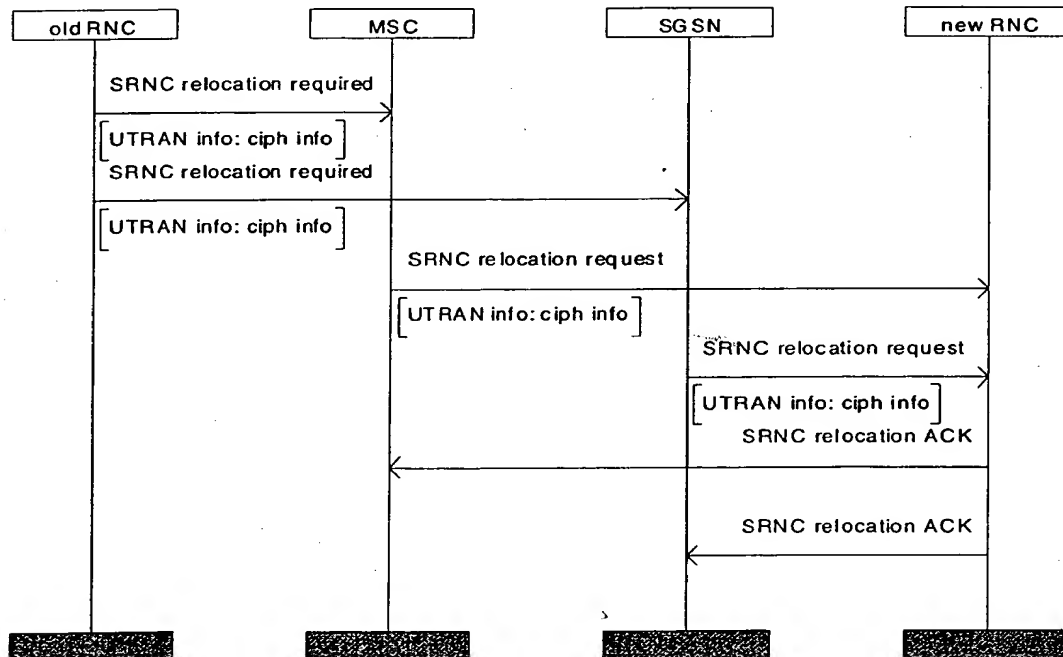 old RNC
MSC
SGSN
new RNC
SRNC relocation required
[UTRAN info: ciph info]
SRNC relocation required
[UTRAN info: ciph info]
SRNC relocation request
[UTRAN info: ciph info]
SRNC relocation request
[UTRAN info: ciph info]
SRNC relocation ACK
SRNC relocation ACK